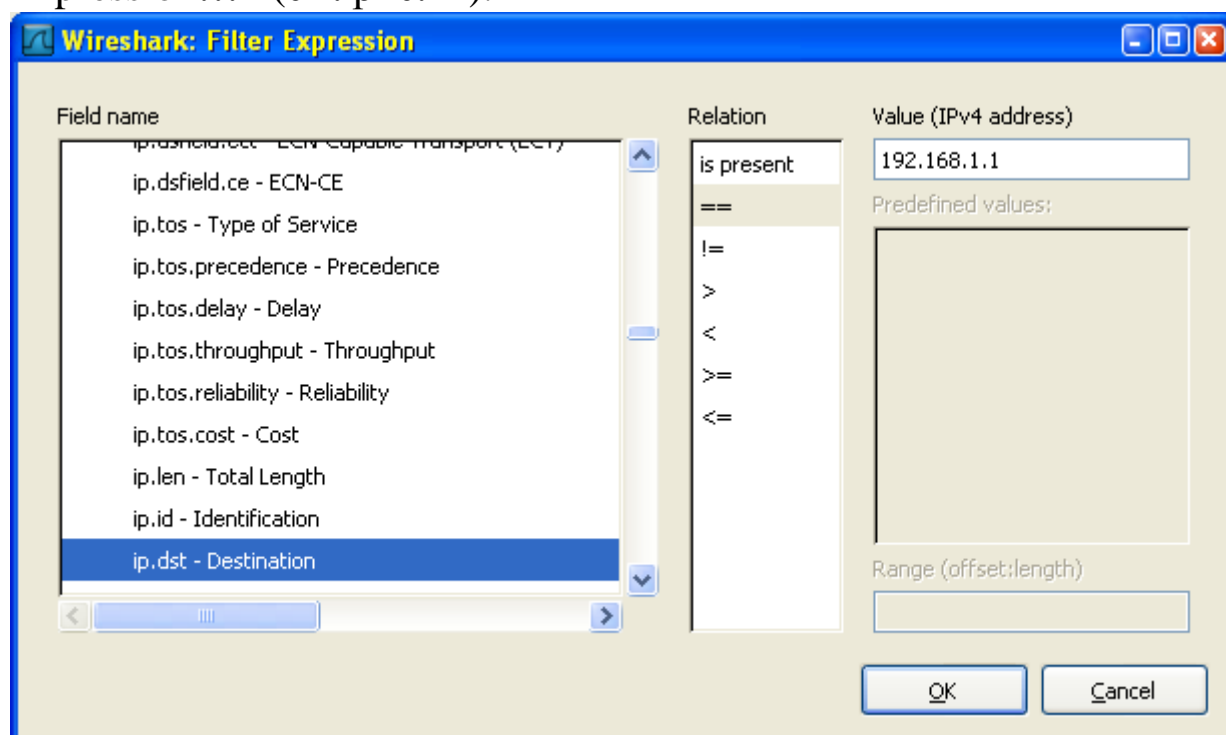 Wireshark: Filter Expression
Field name
ip.dsfield.ce - ECN-CE
ip.tos - Type of Service
ip.tos.precedence - Precedence
ip.tos.delay - Delay
ip.tos.throughput - Throughput
ip.tos.reliability - Reliability
ip.tos.cost - Cost
ip.len - Total Length
ip.id - Identification
ip.dst - Destination
Relation
is present
==
!=
>
<
>=
<=
Value (IPv4 address)
192.168.1.1
Predefined values:
Range (offset:length)
OK
Cancel